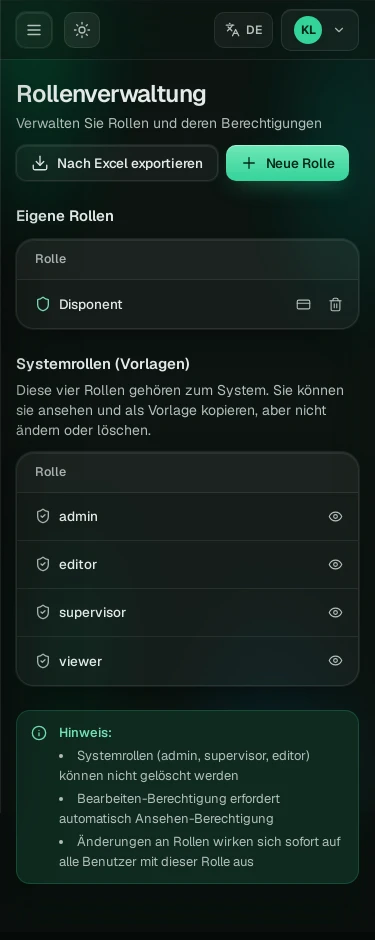 DE
KL
Rollenverwaltung
Verwalten Sie Rollen und deren Berechtigungen
Nach Excel exportieren
Neue Rolle
Eigene Rollen
Rolle
Disponent
Systemrollen (Vorlagen)
Diese vier Rollen gehören zum System. Sie können
sie ansehen und als Vorlage kopieren, aber nicht
ändern oder löschen.
Rolle
admin
editor
supervisor
viewer
Hinweis:
• Systemrollen (admin, supervisor, editor)
können nicht gelöscht werden
• Bearbeiten-Berechtigung erfordert
automatisch Ansehen-Berechtigung
• Änderungen an Rollen wirken sich sofort auf
alle Benutzer mit dieser Rolle aus